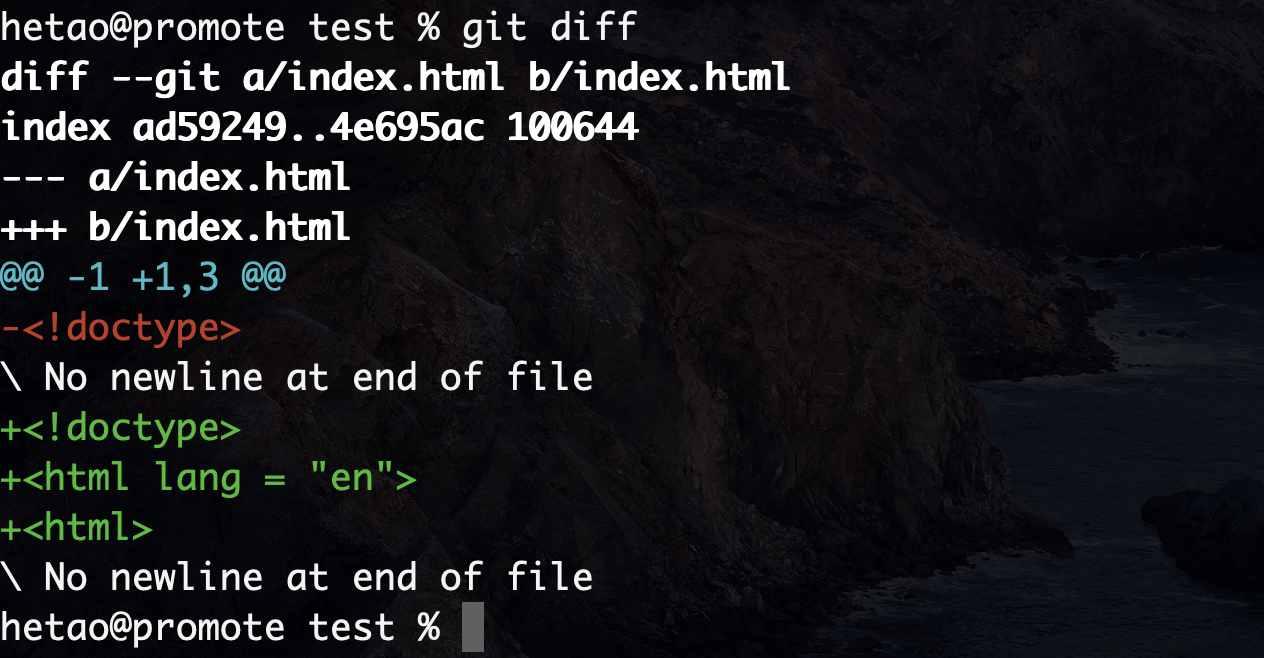 hetao@promote test % git diff
diff --git a/index.html b/index.html
index ad59249..4e695ac 100644
--- a/index.html
+++ b/index.html
@@ -1 +1,3 @@
-<!doctype>
\ No newline at end of file
+<!doctype>
+<html lang = "en">
+<html>
\ No newline at end of file
hetao@promote test %